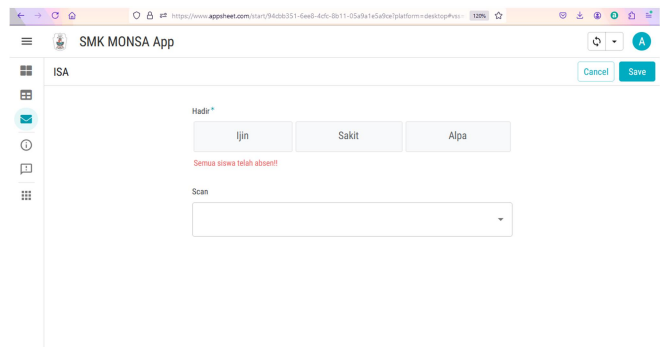 https://www.appsheet.com/start/94cbb351-6ee8-4cfc-8b11-05a9a1e5a9ce?platform=desktop#vss=
120%
SMK MONSA App
A
ISA
Cancel
Save
Hadir*
Ijin
Sakit
Alpa
Semua siswa telah absen!!
Scan